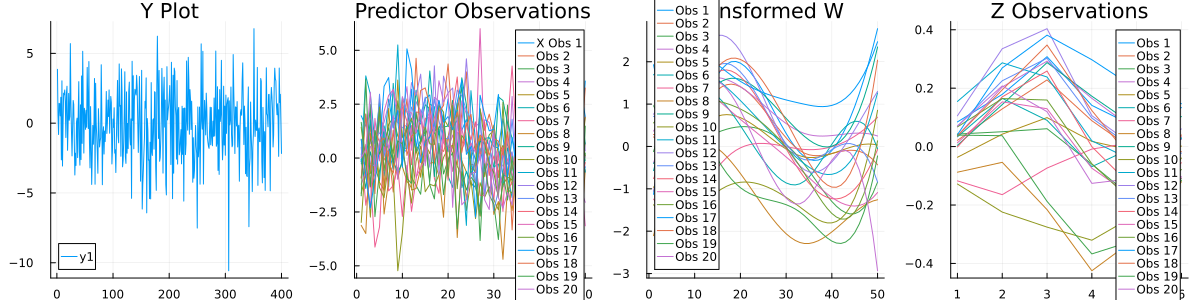 Y Plot
5
0
−5
−10
0
100
200
300
400
y1
Predictor Observations
5.0
2.5
0.0
−2.5
−5.0
0
10
20
30
0
X Obs 1
Obs 2
Obs 3
Obs 4
Obs 5
Obs 6
Obs 7
Obs 8
Obs 9
Obs 10
Obs 11
Obs 12
Obs 13
Obs 14
Obs 15
Obs 16
Obs 17
Obs 18
Obs 19
Obs 20
nsformed W
2
1
0
−1
−2
−3
0
10
20
30
40
50
Obs 1
Obs 2
Obs 3
Obs 4
Obs 5
Obs 6
Obs 7
Obs 8
Obs 9
Obs 10
Obs 11
Obs 12
Obs 13
Obs 14
Obs 15
Obs 16
Obs 17
Obs 18
Obs 19
Obs 20
Z Observations
0.4
0.2
0.0
−0.2
−0.4
1
2
3
4
Obs 1
Obs 2
Obs 3
Obs 4
Obs 5
Obs 6
Obs 7
Obs 8
Obs 9
Obs 10
Obs 11
Obs 12
Obs 13
Obs 14
Obs 15
Obs 16
Obs 17
Obs 18
Obs 19
Obs 20